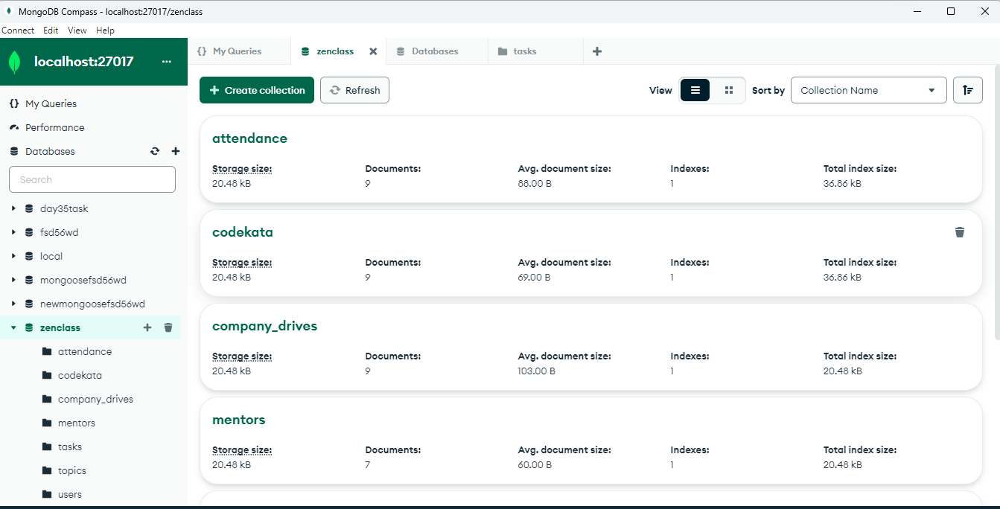 MongoDB Compass - localhost:27017/zenclass
Connect Edit View Help
localhost:27017 ...
My Queries
Performance
Databases
Search
day35task
fsd56wd
local
mongoosefsd56wd
newmongoosefsd56wd
zenclass
attendance
codekata
company_drives
mentors
tasks
topics
users
{} My Queries zenclass Databases tasks
Create collection Refresh View Sort by Collection Name
attendance
Storage size: Documents: Avg. document size: Indexes: Total index size:
20.48 kB 9 88.00 B 1 36.86 kB
codekata
Storage size: Documents: Avg. document size: Indexes: Total index size:
20.48 kB 9 69.00 B 1 36.86 kB
company_drives
Storage size: Documents: Avg. document size: Indexes: Total index size:
20.48 kB 9 103.00 B 1 20.48 kB
mentors
Storage size: Documents: Avg. document size: Indexes: Total index size:
20.48 kB 7 60.00 B 1 20.48 kB